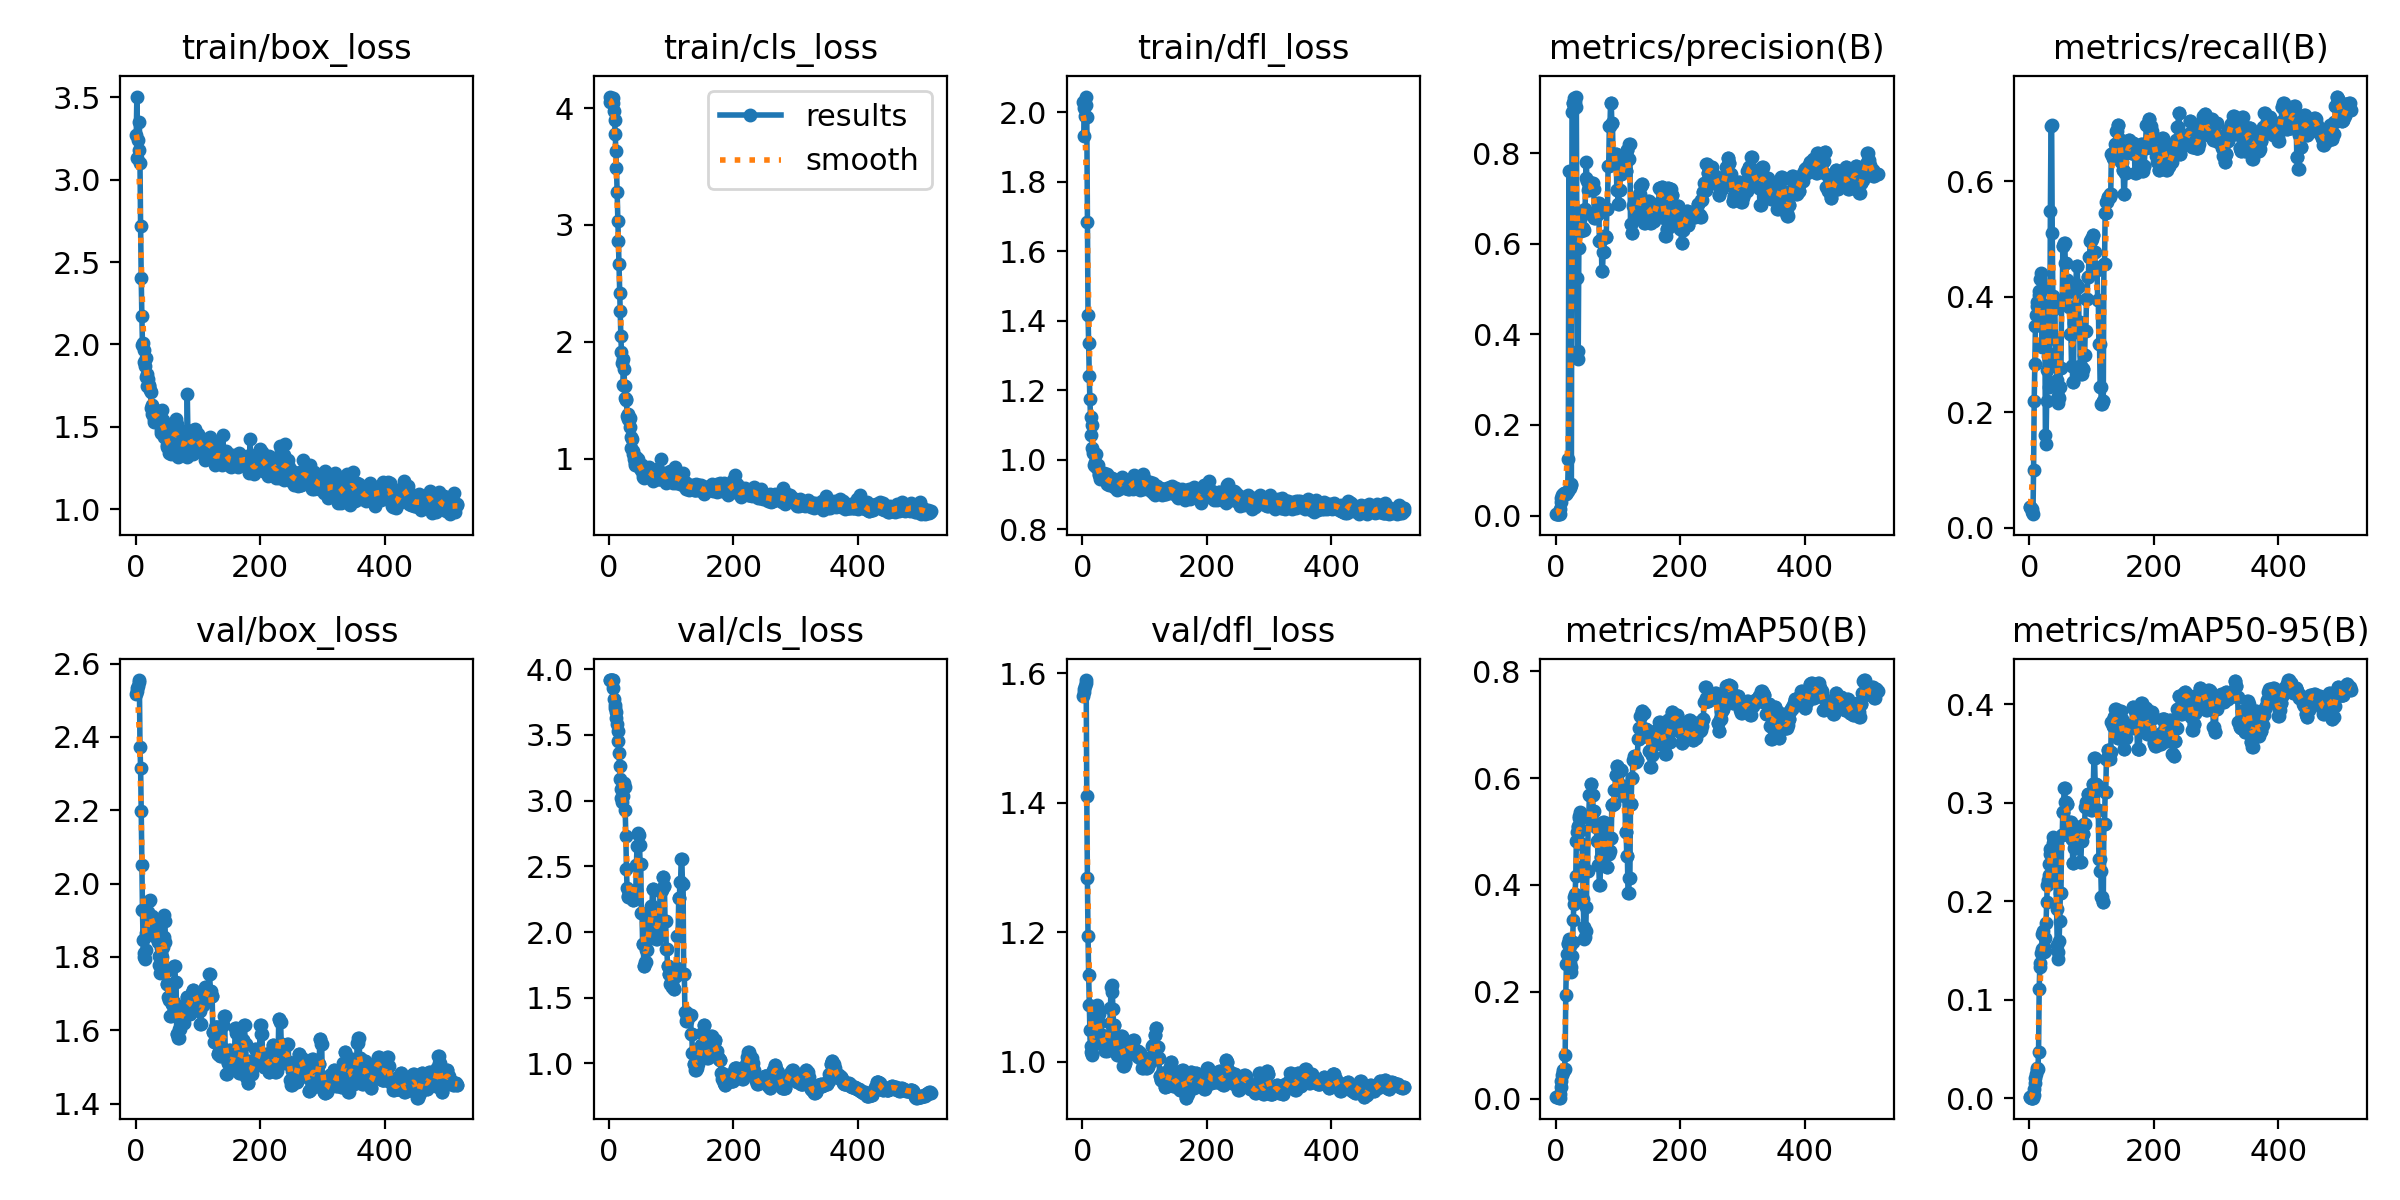 train/box_loss
3.5
3.0
2.5
2.0
1.5
1.0
0 200 400
train/cls_loss
results
smooth
4
3
2
1
0 200 400
train/dfl_loss
2.0
1.8
1.6
1.4
1.2
1.0
0.8
0 200 400
metrics/precision(B)
0.8
0.6
0.4
0.2
0.0
0 200 400
metrics/recall(B)
0.6
0.4
0.2
0.0
0 200 400
val/box_loss
2.6
2.4
2.2
2.0
1.8
1.6
1.4
0 200 400
val/cls_loss
4.0
3.5
3.0
2.5
2.0
1.5
1.0
0 200 400
val/dfl_loss
1.6
1.4
1.2
1.0
0 200 400
metrics/mAP50(B)
0.8
0.6
0.4
0.2
0.0
0 200 400
metrics/mAP50-95(B)
0.4
0.3
0.2
0.1
0.0
0 200 400